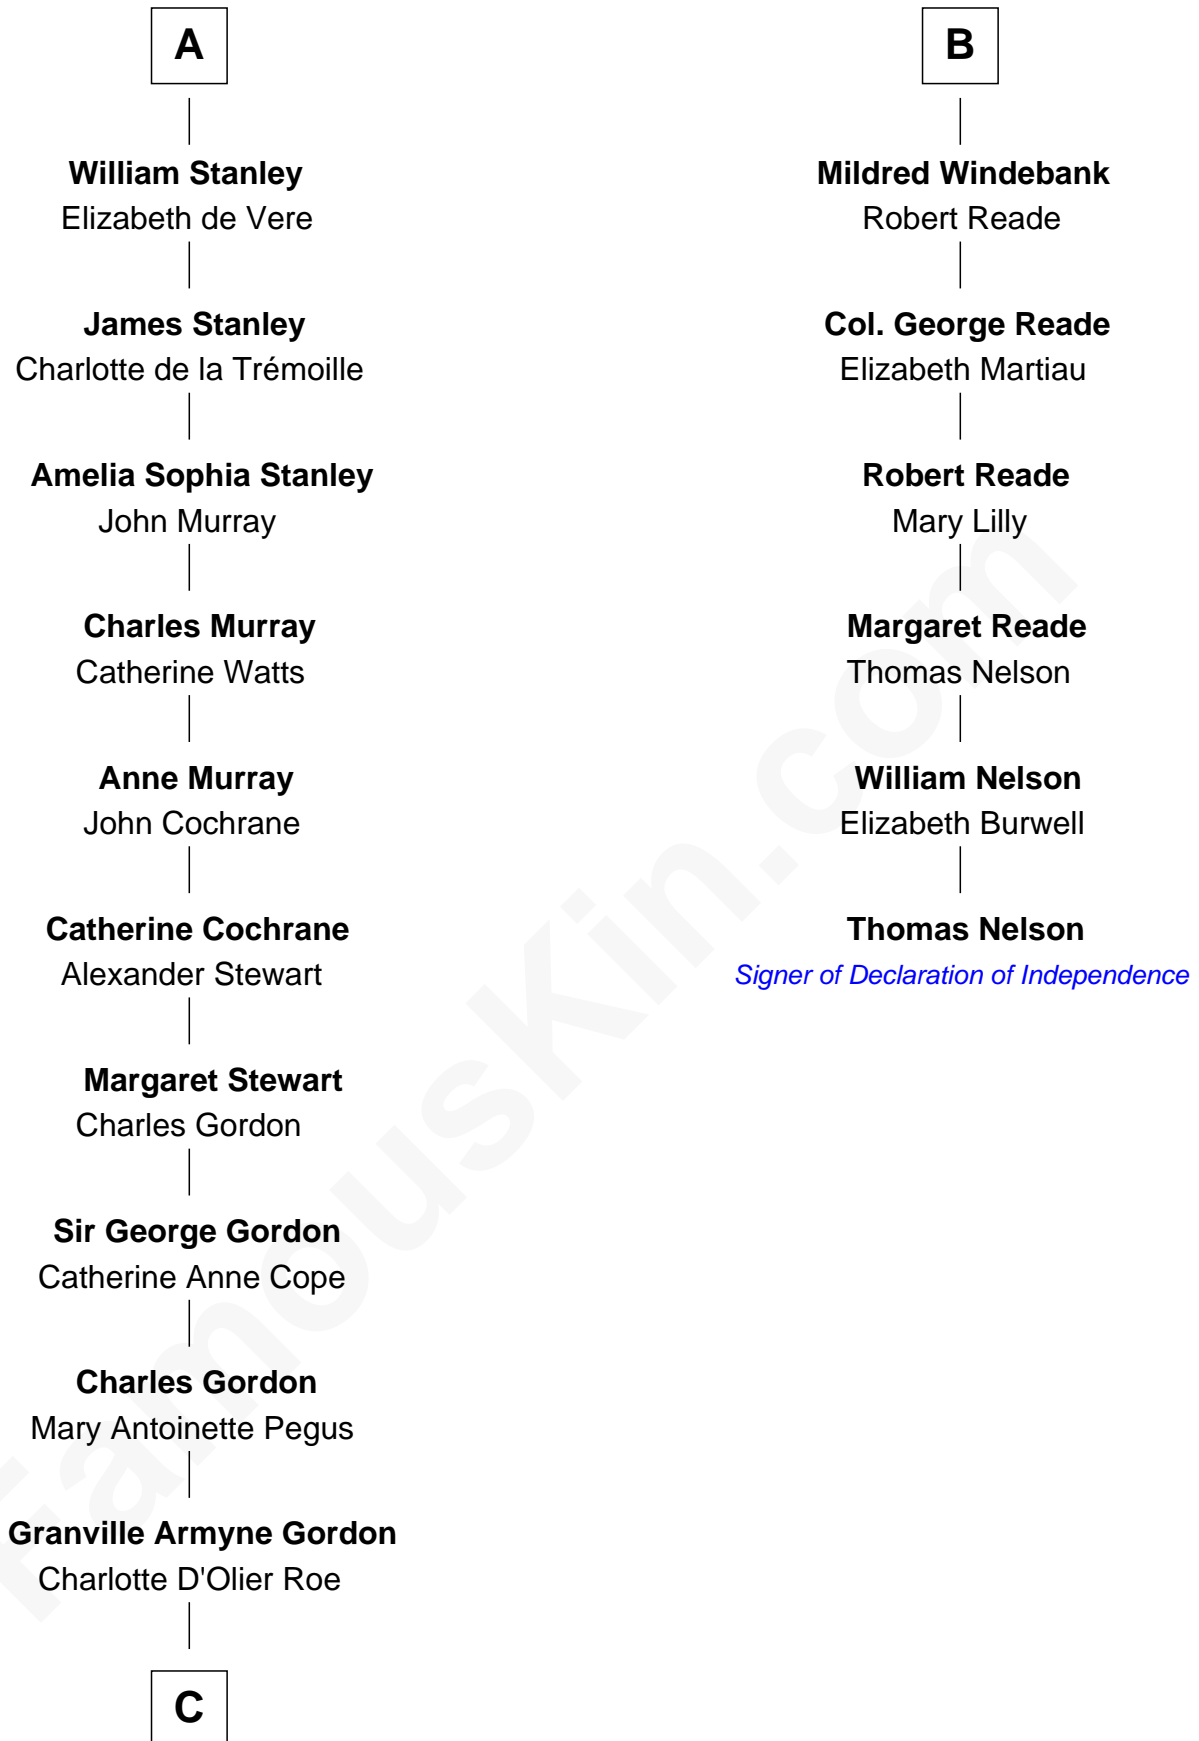 A
William Stanley
Elizabeth de Vere
James Stanley
Charlotte de la Trémoille
Amelia Sophia Stanley
John Murray
Charles Murray
Catherine Watts
Anne Murray
John Cochrane
Catherine Cochrane
Alexander Stewart
Margaret Stewart
Charles Gordon
Sir George Gordon
Catherine Anne Cope
Charles Gordon
Mary Antoinette Pegus
Granville Armyne Gordon
Charlotte D'Olier Roe
C
B
Mildred Windebank
Robert Reade
Col. George Reade
Elizabeth Martiau
Robert Reade
Mary Lilly
Margaret Reade
Thomas Nelson
William Nelson
Elizabeth Burwell
Thomas Nelson
Signer of Declaration of Independence
FamousKin.com